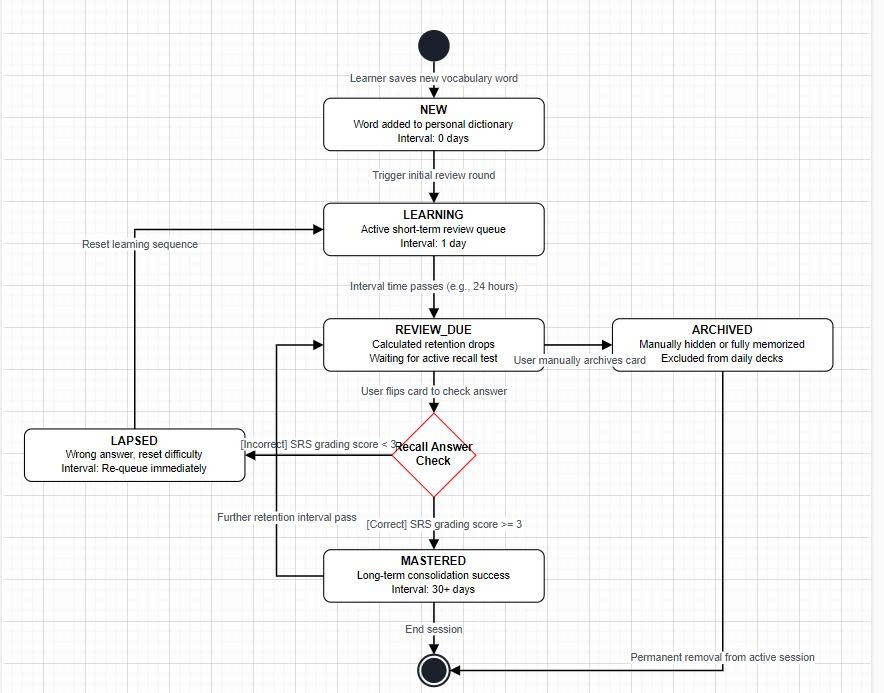 Learner saves new vocabulary word
NEW
Word added to personal dictionary
Interval: 0 days
Trigger initial review round
LEARNING
Active short-term review queue
Interval: 1 day
Reset learning sequence
Interval time passes (e.g., 24 hours)
REVIEW_DUE
Calculated retention drops
Waiting for active recall test
User manually archives card
ARCHIVED
Manually hidden or fully memorized
Excluded from daily decks
User flips card to check answer
LAPSED
Wrong answer, reset difficulty
Interval: Re-queue immediately
[Incorrect] SRS grading score < 3
Recall Answer
Check
Further retention interval pass
[Correct] SRS grading score >= 3
MASTERED
Long-term consolidation success
Interval: 30+ days
End session
Permanent removal from active session